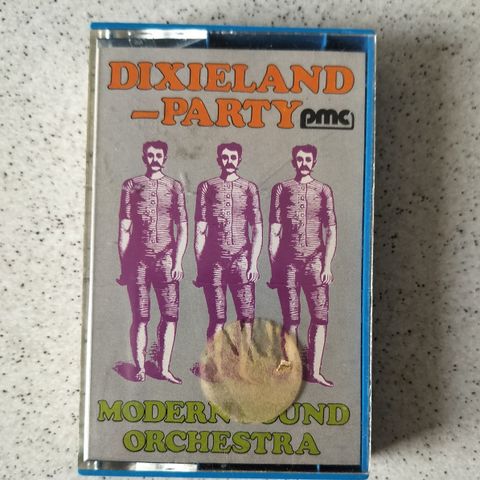 DIXIELAND
-PARTY pmc
MODERN SOUND
ORCHESTRA